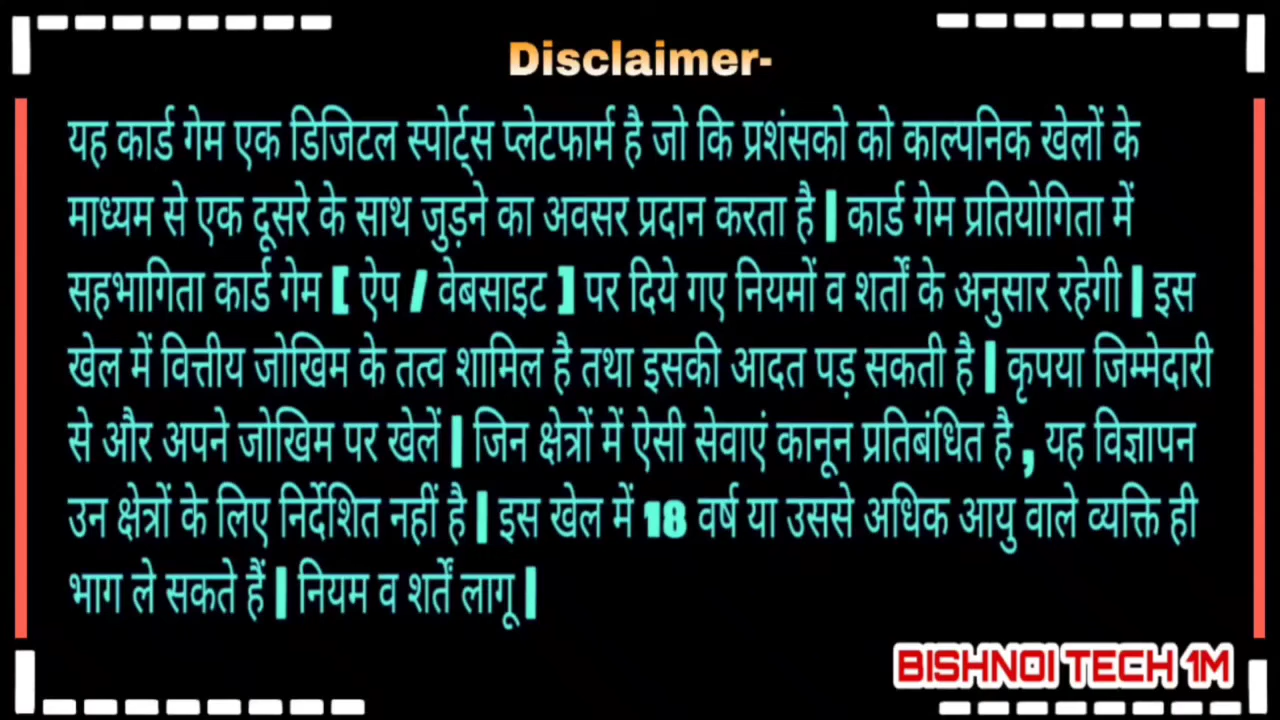 Disclaimer-
यह कार्ड गेम एक डिजिटल स्पोर्ट्स प्लेटफार्म है जो कि प्रशंसको को काल्पनिक खेलों के
माध्यम से एक दूसरे के साथ जुड़ने का अवसर प्रदान करता है | कार्ड गेम प्रतियोगिता में
सहभागिता कार्ड गेम [ ऐप / वेबसाइट ] पर दिये गए नियमों व शर्तों के अनुसार रहेगी | इस
खेल में वित्तीय जोखिम के तत्व शामिल है तथा इसकी आदत पड़ सकती है | कृपया जिम्मेदारी
से और अपने जोखिम पर खेलें | जिन क्षेत्रों में ऐसी सेवाएं कानून प्रतिबंधित है , यह विज्ञापन
उन क्षेत्रों के लिए निर्देशित नहीं है | इस खेल में 18 वर्ष या उससे अधिक आयु वाले व्यक्ति ही
भाग ले सकते हैं | नियम व शर्तें लागू |
BISHNOI TECH 1M